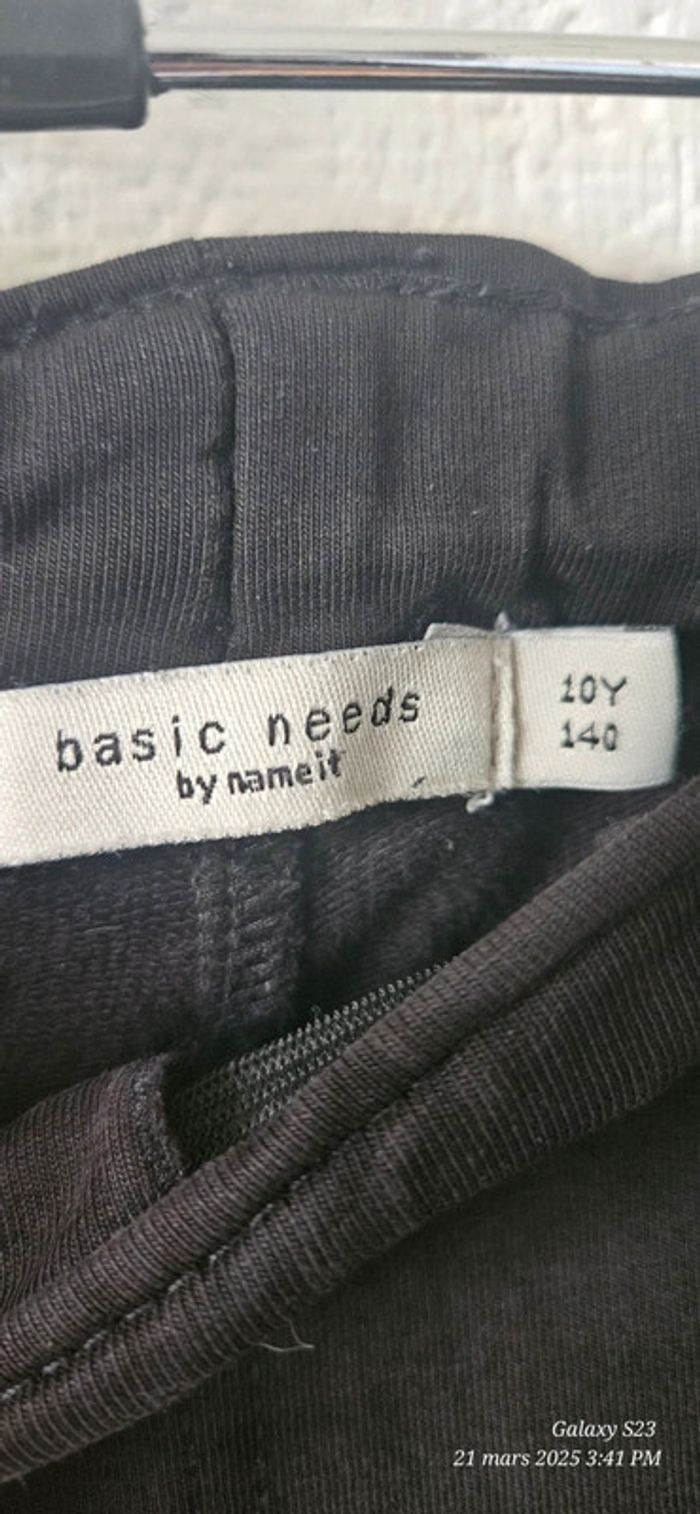 basic needs
by name it
10Y
140
Galaxy S23
21 mars 2025 3:41 PM